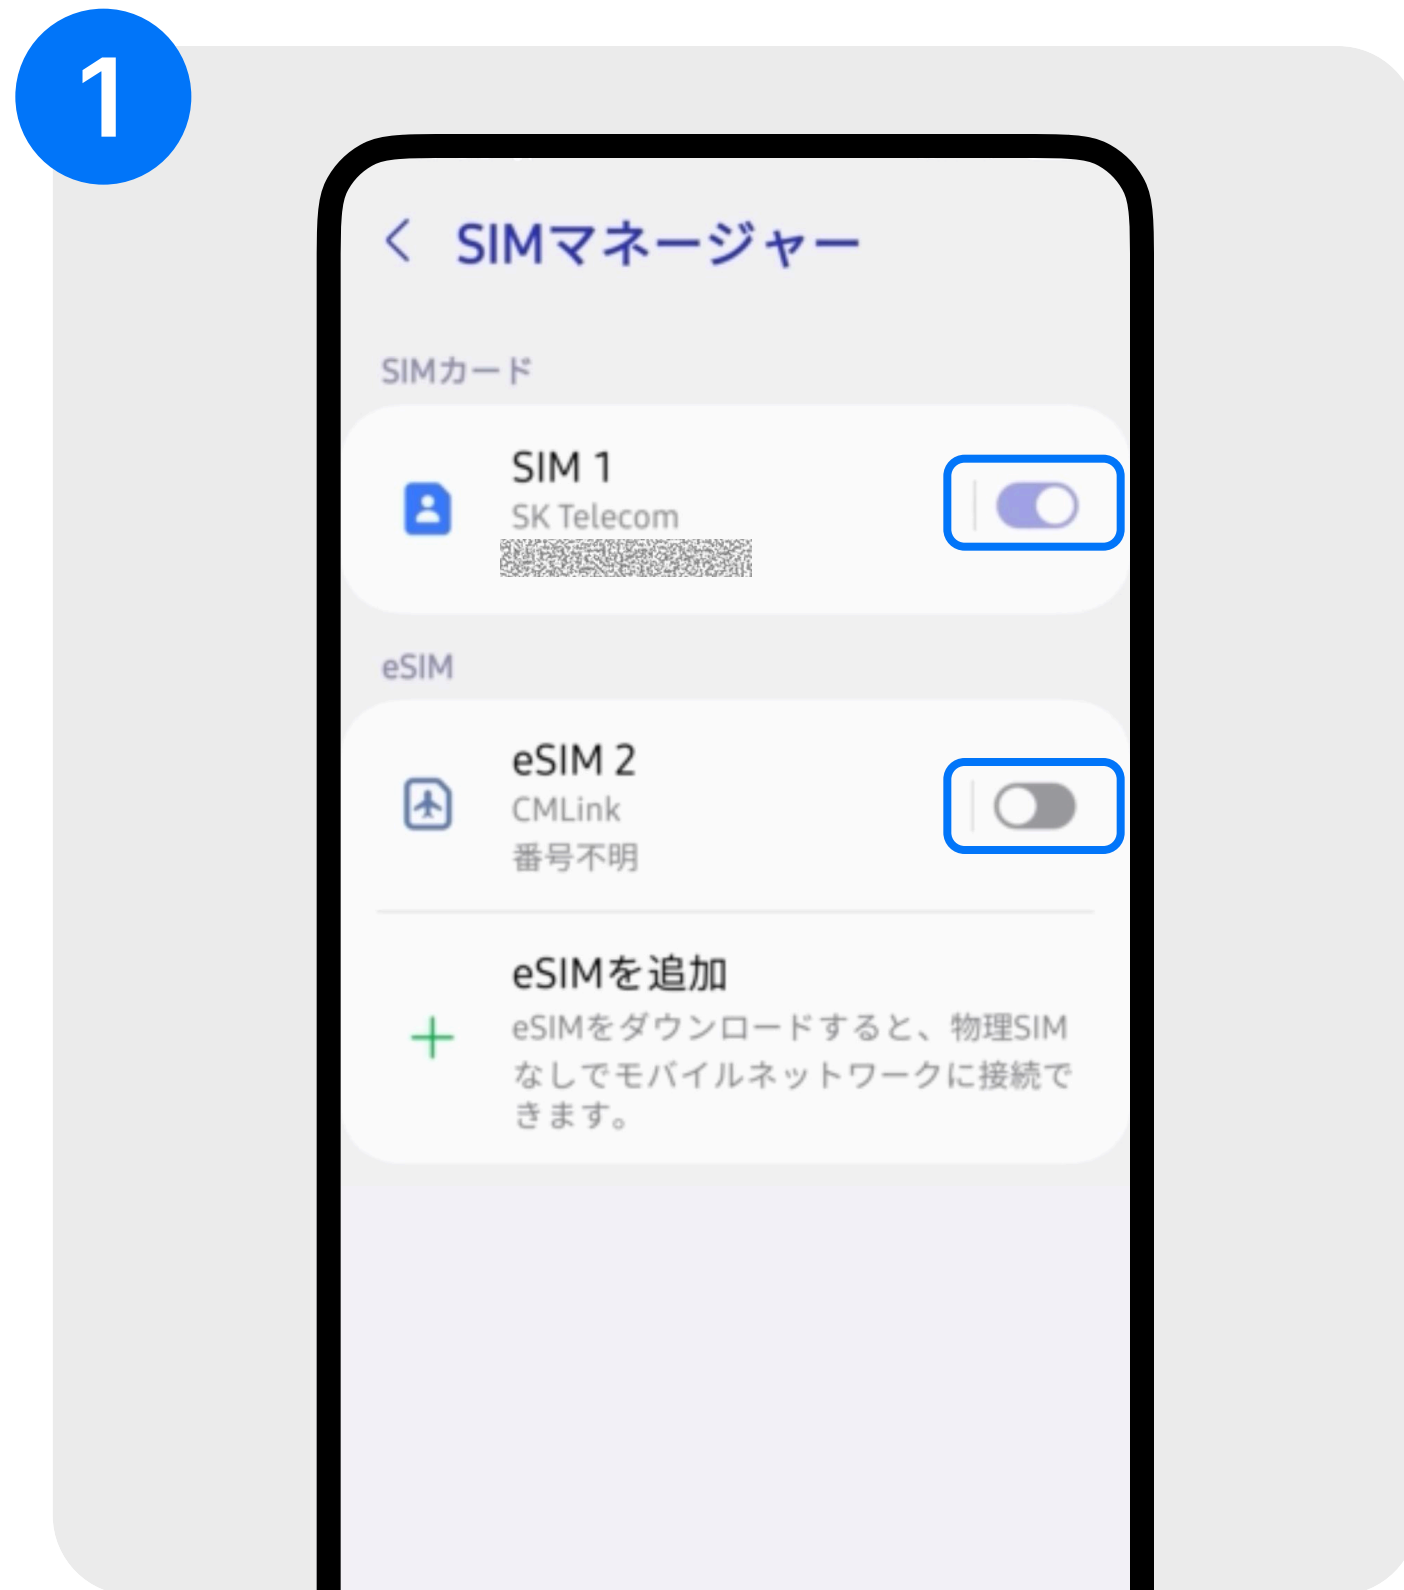 1
SIMマネージャー
SIMカード
SIM 1
SK Telecom
eSIM
eSIM 2
CMLink
番号不明
eSIMを追加
eSIMをダウンロードすると、物理SIM
なしでモバイルネットワークに接続で
きます。